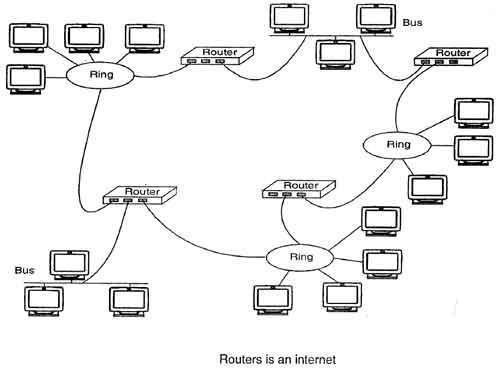 Bus
Router
Router
Ring
Ring
Router
Router
Ring
Bus
Routers is an internet